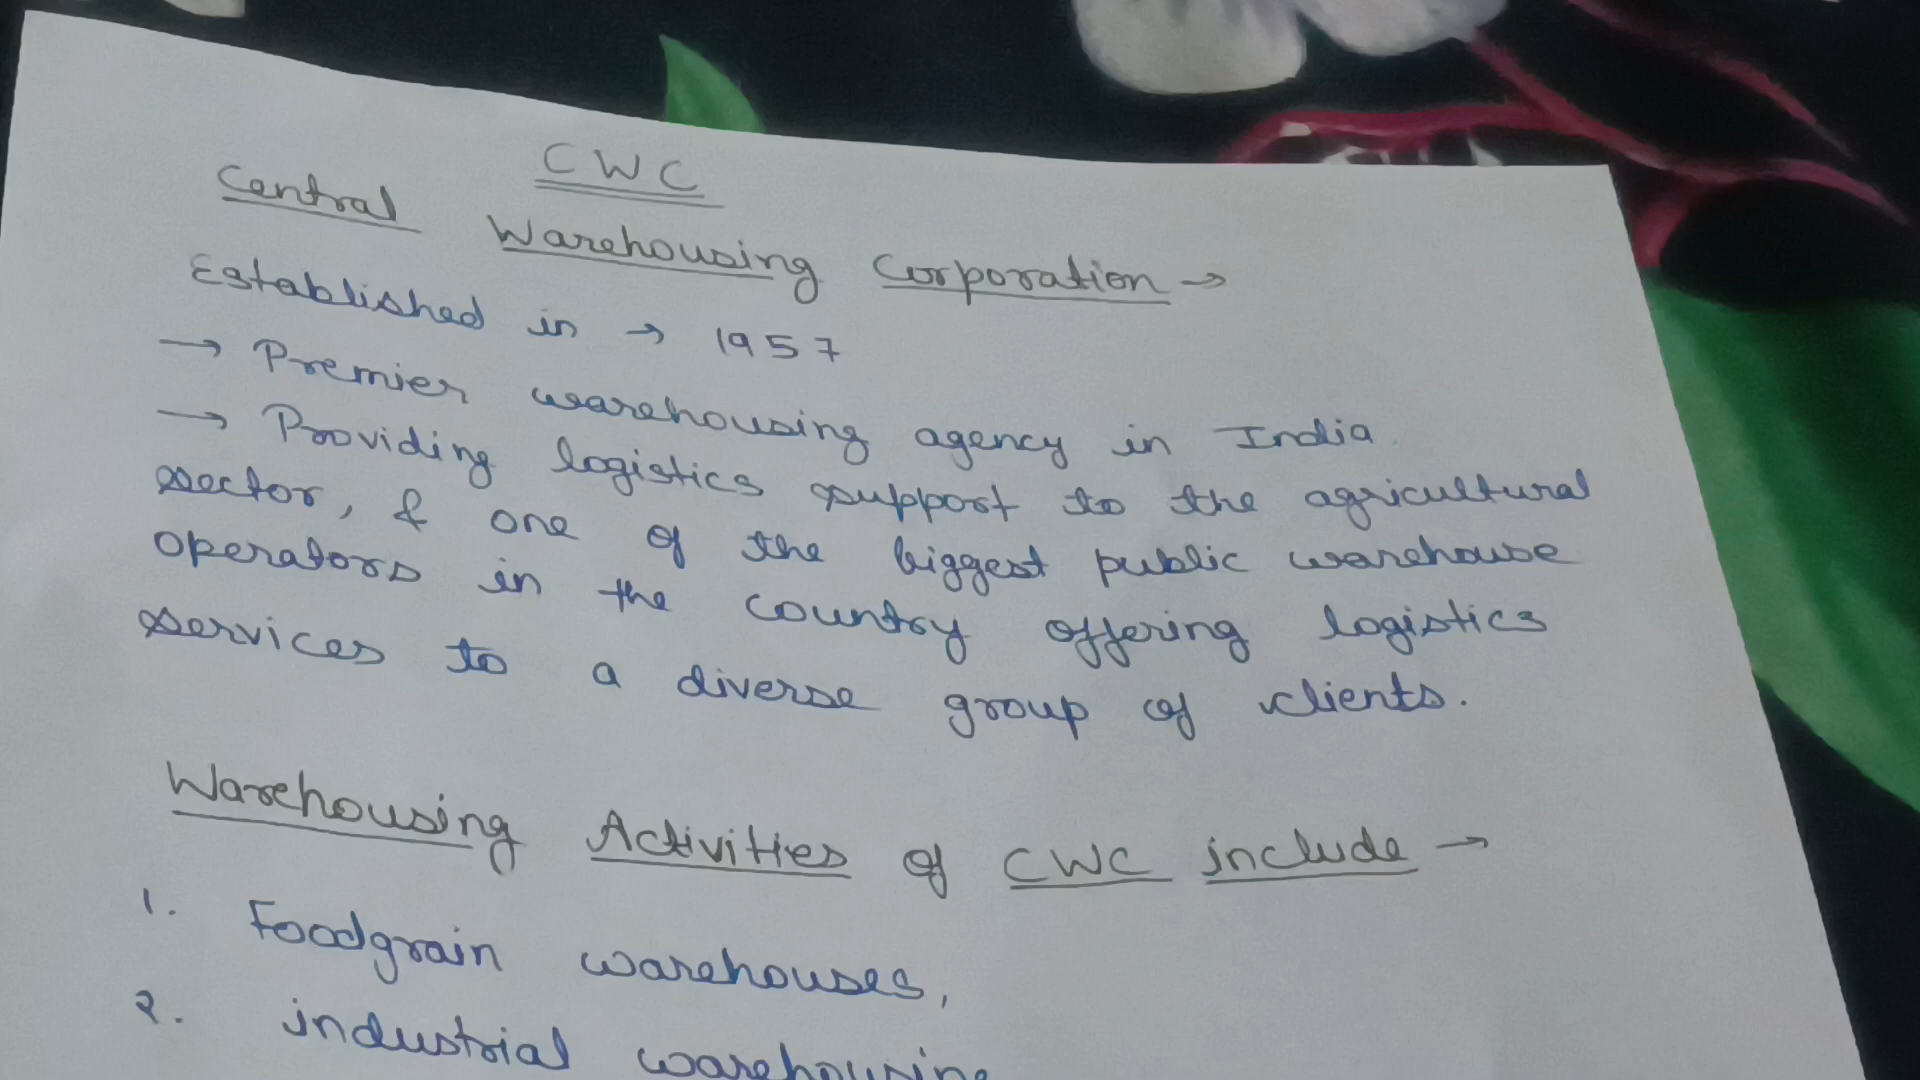 CWC
Central Warehousing Corporation →
Established in → 1957
→ Premier warehousing agency in India.
→ Providing logistics support to the agricultural
sector, & one of the biggest public warehouse
operators in the country offering logistics
services to a diverse group of clients.
Warehousing Activities of CWC include →
1. Foodgrain warehouses,
2. industrial warehousing